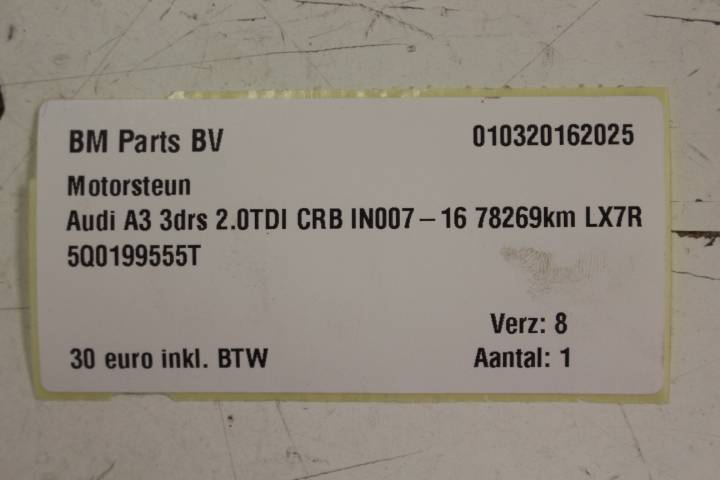 BM Parts BV 010320162025
Motorsteun
Audi A3 3drs 2.0TDI CRB IN007-16 78269km LX7R
5Q0199555T
Verz: 8
30 euro inkl. BTW Aantal: 1